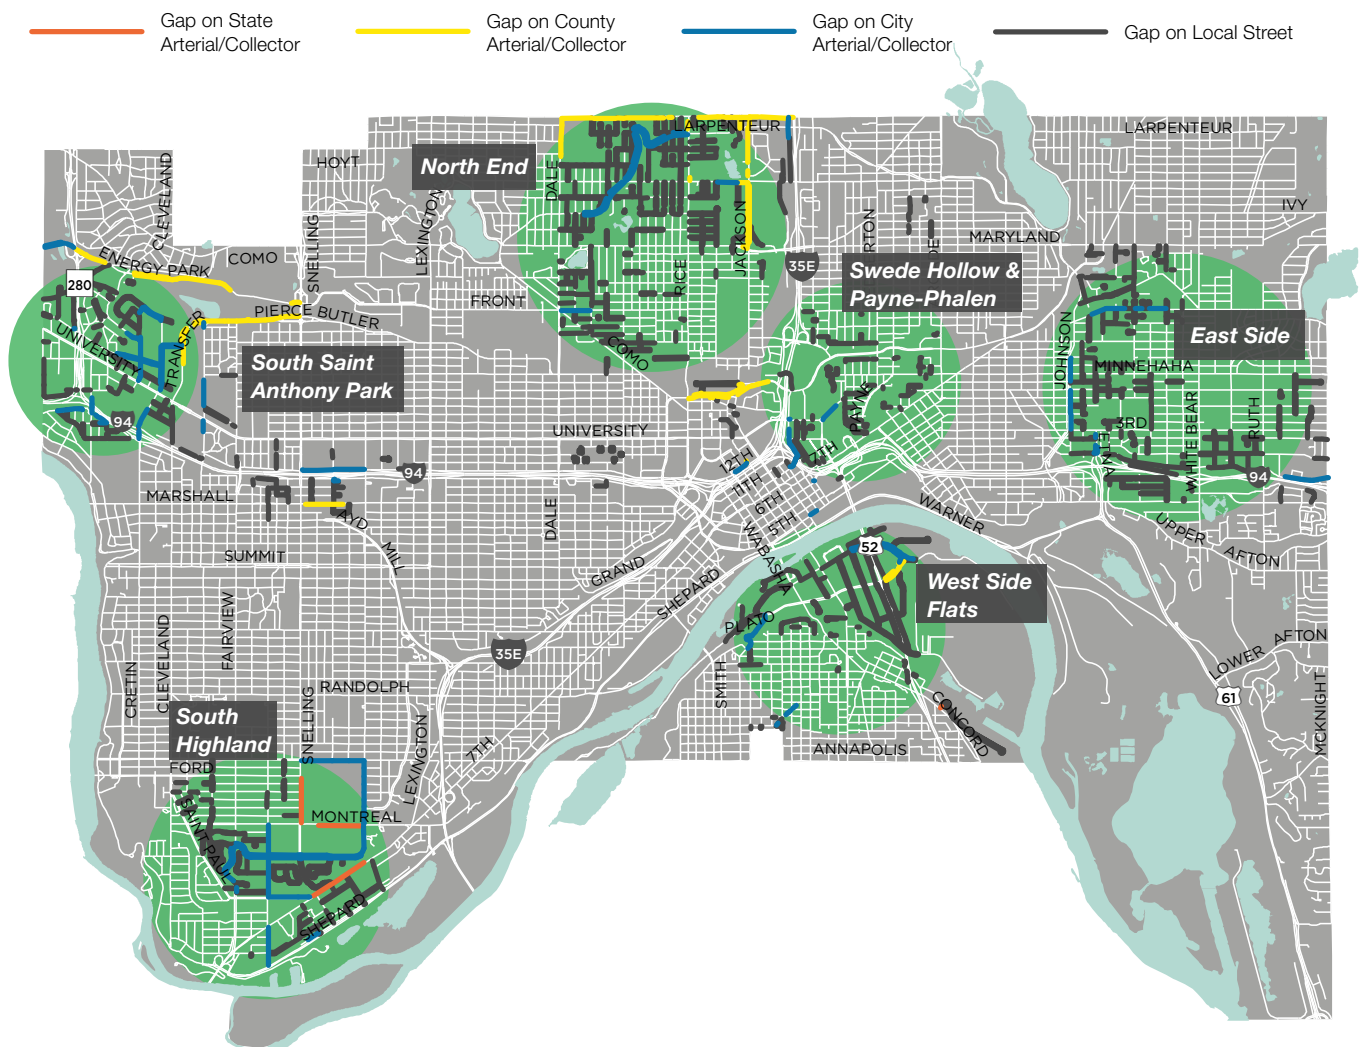 Gap on State
Arterial/Collector
Gap on County
Arterial/Collector
Gap on City
Arterial/Collector
Gap on Local Street
LARPENTEUR
LARPENTEUR
HOYT
North End
DALE
CLEVELAND
SNELLING
LEXINGTON
IVY
COMO
ENERGY PARK
280
JACKSON
RICE
35E
MARYLAND
Swede Hollow &
Payne-Phalen
FRONT
PIERCE BUTLER
TRANSFER
UNIVERSITY
COMO
South Saint
Anthony Park
JOHNSON
East Side
MINNEHAHA
PAYNE
WHITE BEAR
RUTH
3RD
ETNA
94
UNIVERSITY
7TH
12TH
11TH
6TH
5TH
94
94
MARSHALL
AYD
MILL
DALE
WABASHA
WARNER
UPPER
AFTON
SUMMIT
GRAND
SHEPARD
52
West Side
Flats
PLATO
FAIRVIEW
CLEVELAND
CRETIN
35E
SMITH
AFTON
LOWER
61
RANDOLPH
SNELLING
LEXINGTON
7TH
CONCORD
ANNAPOLIS
MCKNIGHT
South
Highland
FORD
SAINT PAUL
MONTREAL
SHEPARD